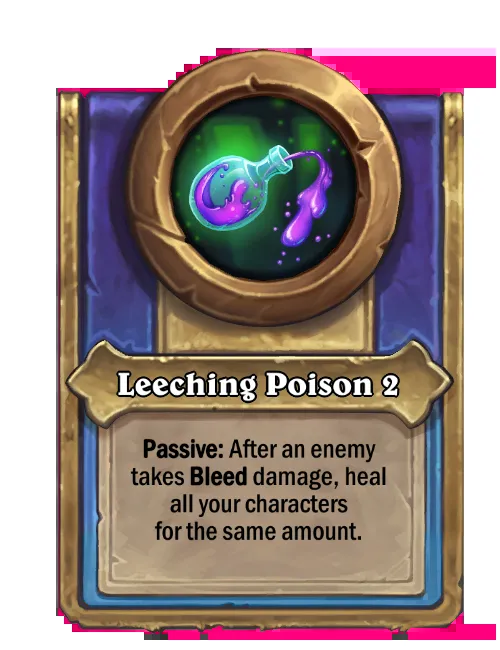 Leeching Poison 2
Passive: After an enemy
takes Bleed damage, heal
all your characters
for the same amount.